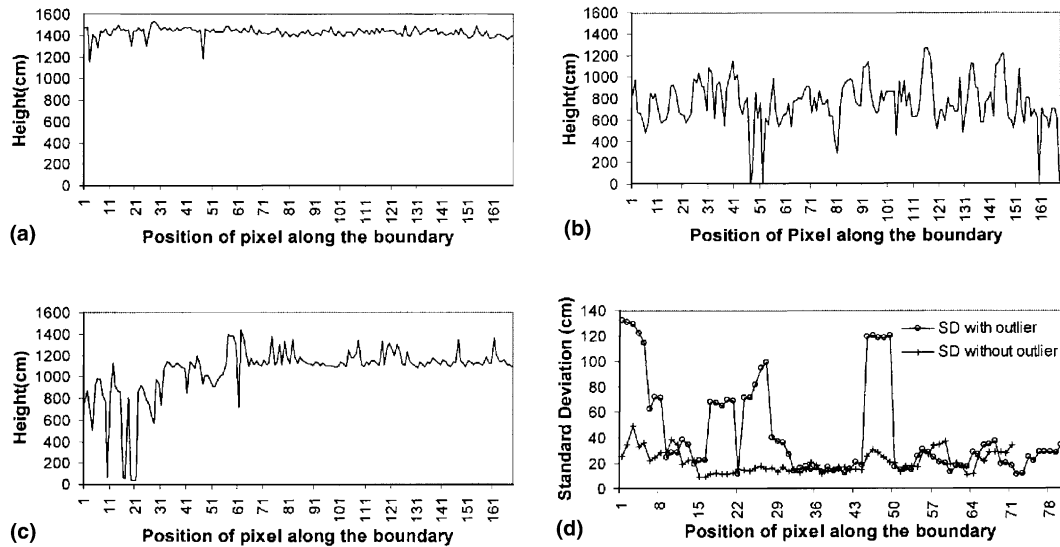 1600
1400
1200
1000
800
600
400
200
0
Height(cm)
1 11 21 31 41 51 61 71 81 91 101 111 121 131 141 151 161
(a) Position of pixel along the boundary
1600
1400
1200
1000
800
600
400
200
0
Height(cm)
1 11 21 31 41 51 61 71 81 91 101 111 121 131 141 151 161
(b) Position of Pixel along the boundary
1600
1400
1200
1000
800
600
400
200
0
Height(cm)
1 11 21 31 41 51 61 71 81 91 101 111 121 131 141 151 161
(c) Position of pixel along the boundary
140
120
100
80
60
40
20
0
Standard Deviation (cm)
SD with outlier
SD without outlier
1 8 15 22 29 36 43 50 57 64 71 78
(d) Position of pixel along the boundary